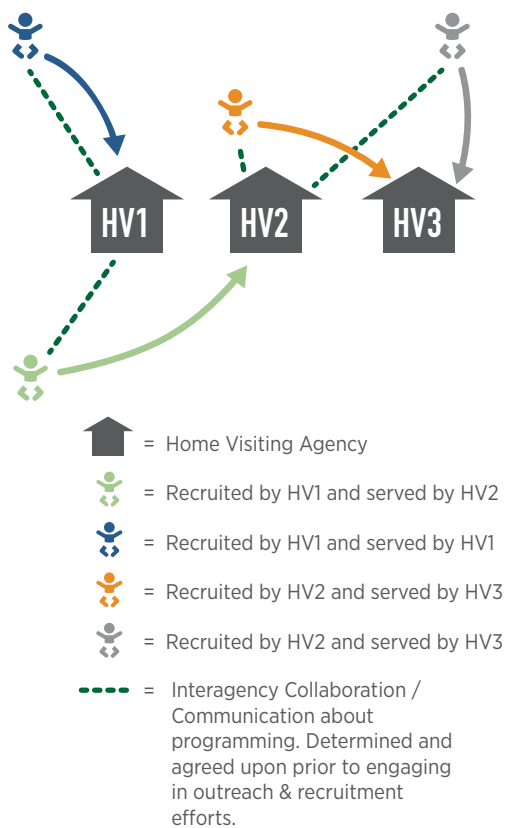 HV1 HV2 HV3
= Home Visiting Agency
= Recruited by HV1 and served by HV2
= Recruited by HV1 and served by HV1
= Recruited by HV2 and served by HV3
= Recruited by HV2 and served by HV3
= Interagency Collaboration /
Communication about
programming. Determined and
agreed upon prior to engaging
in outreach & recruitment
efforts.